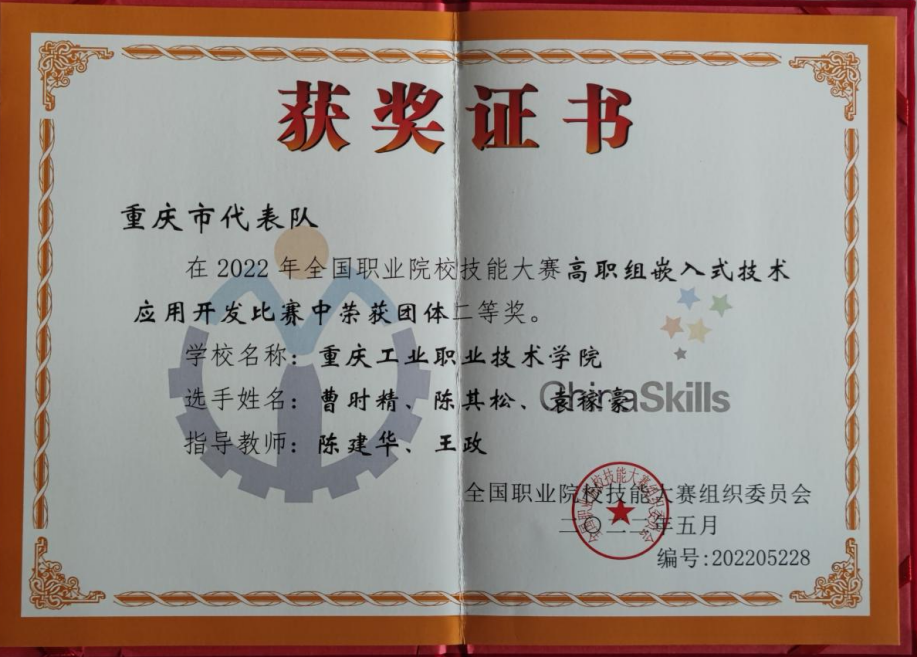 获奖证书
重庆市代表队
在2022年全国职业院校技能大赛高职组嵌入式技术
应用开发比赛中荣获团体二等奖。
学校名称：重庆工业职业技术学院
选手姓名：曹时精、陈其松、袁稼豪
指导教师：陈建华、王政
ChinaSkills
全国职业院校技能大赛组织委员会
二〇二二年五月
编号:202205228